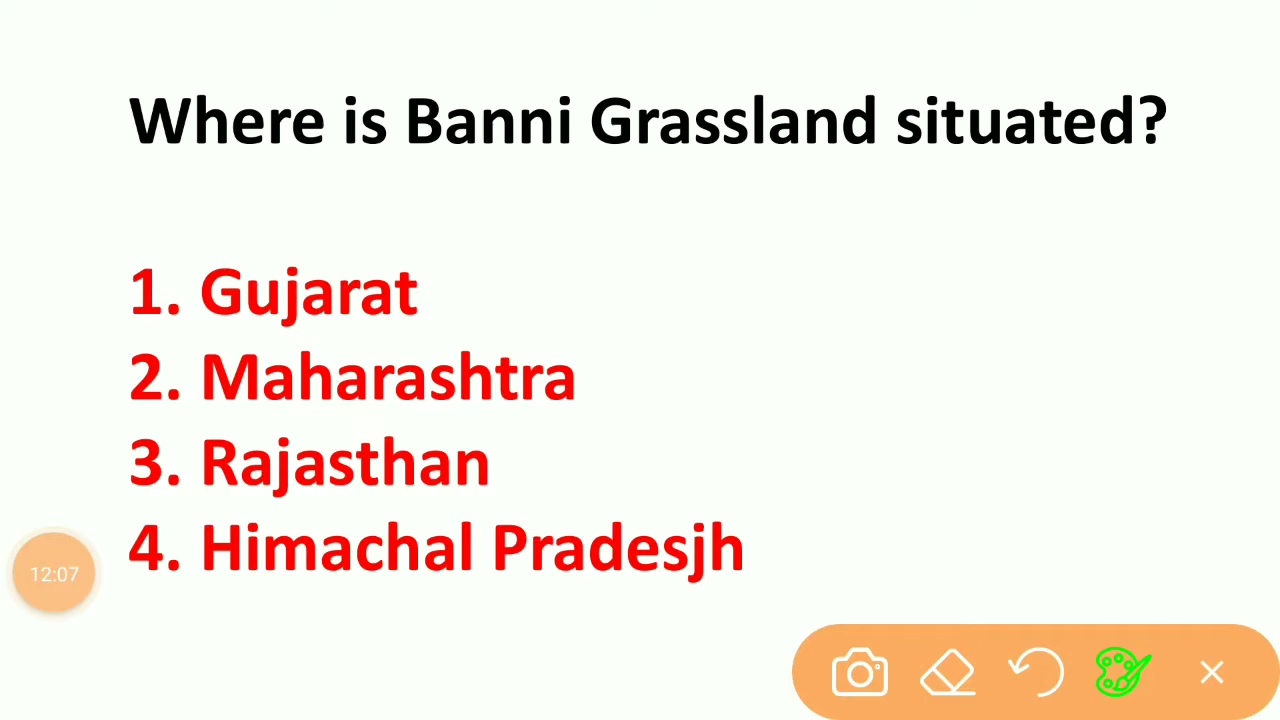 Where is Banni Grassland situated?
1. Gujarat
2. Maharashtra
3. Rajasthan
4. Himachal Pradesjh
12:07